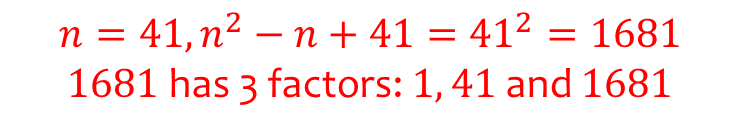 n = 41, n² − n + 41 = 41² = 1681
1681 has 3 factors: 1, 41 and 1681